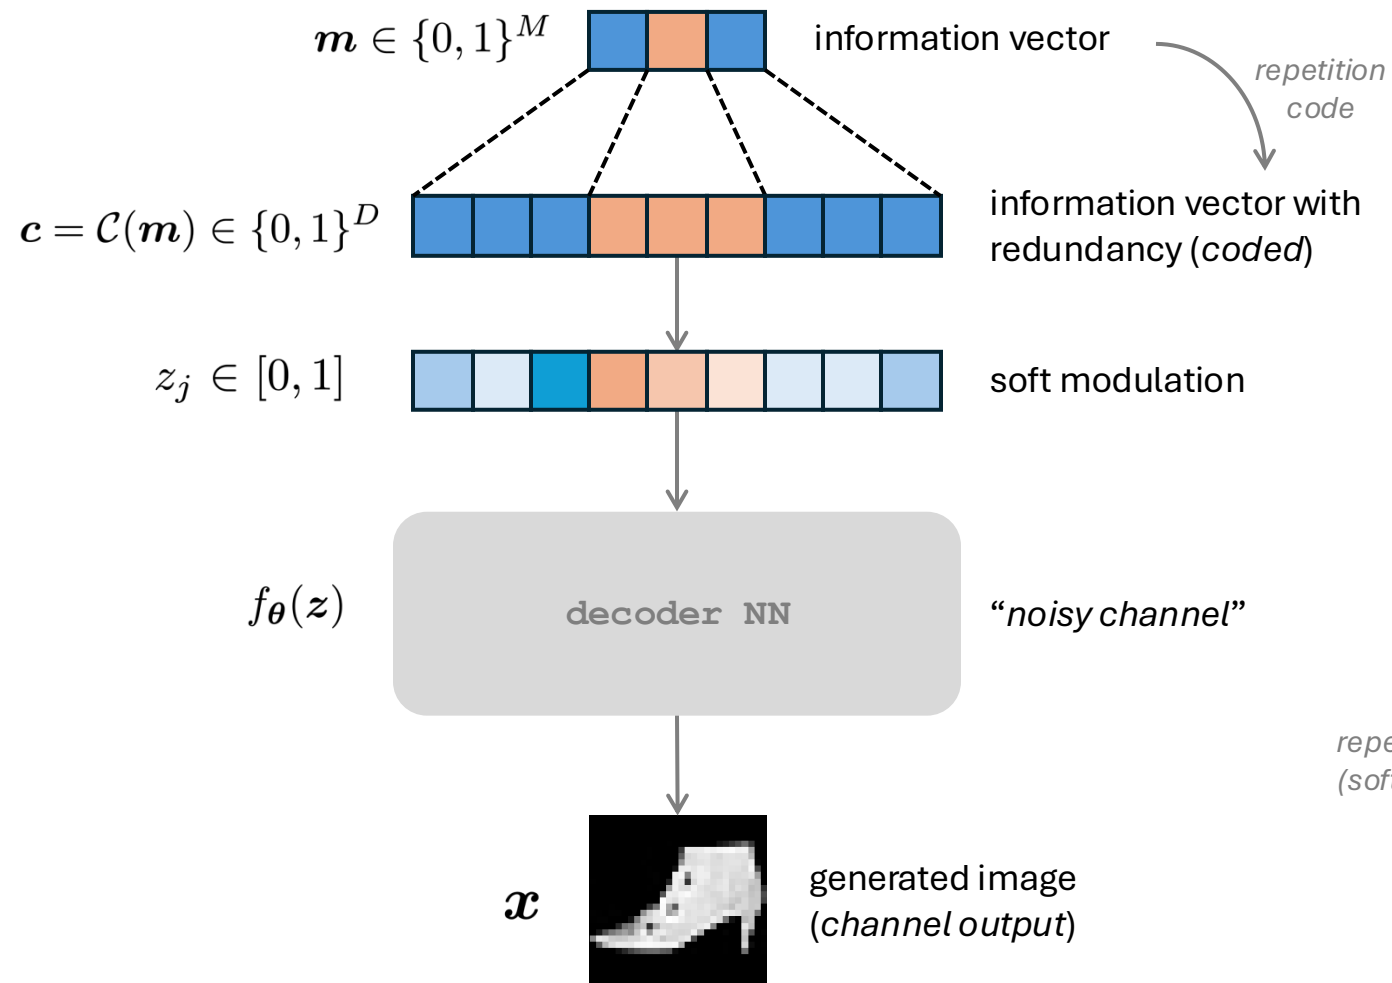 m ∈ {0, 1}^M
information vector
repetition
code
c = C(m) ∈ {0, 1}^D
information vector with
redundancy (coded)
z_j ∈ [0, 1]
soft modulation
f_θ(z)
decoder NN
“noisy channel”
x
generated image
(channel output)